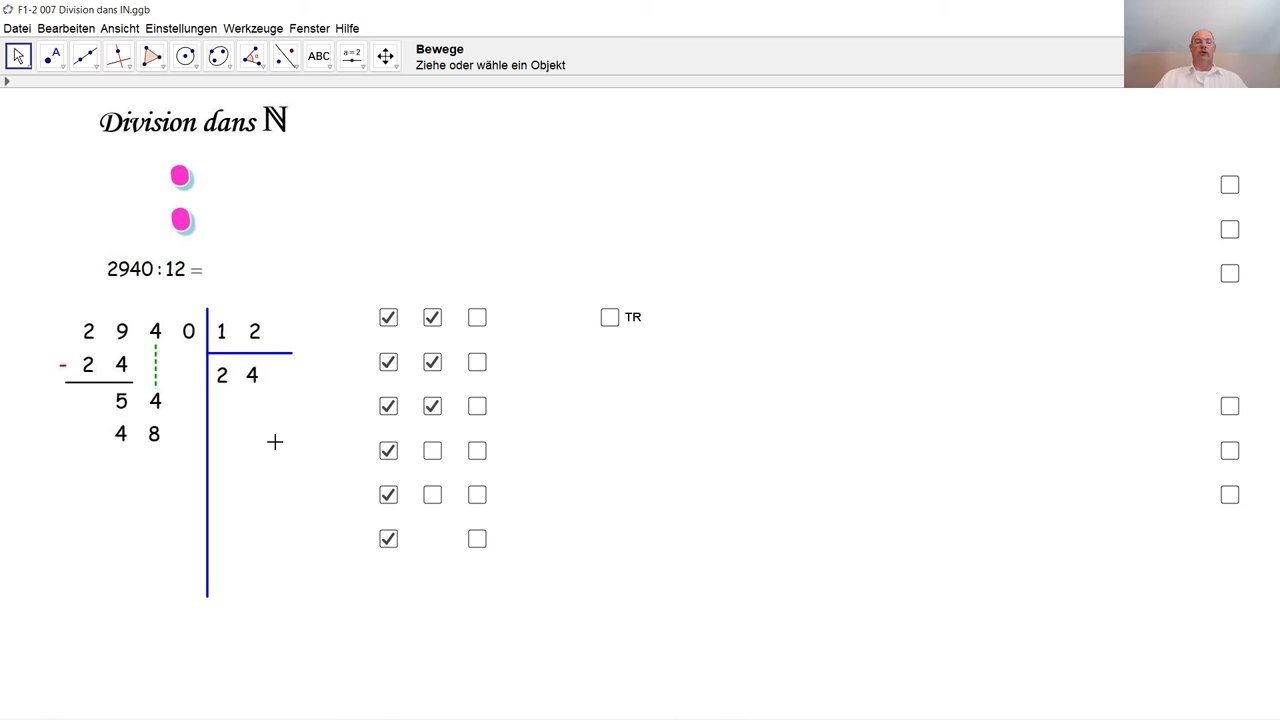 F1-2 007 Division dans IN.ggb
Datei Bearbeiten Ansicht Einstellungen Werkzeuge Fenster Hilfe
A ABC a=2
Bewege
Ziehe oder wähle ein Objekt
Division dans ℕ
2940 : 12 =
2 9 4 0 1 2
- 2 4
2 4
5 4
4 8
TR